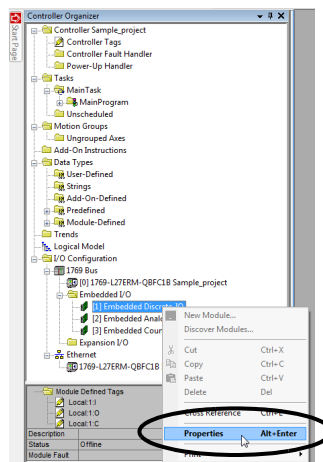 Start Page
Controller Organizer
Controller Sample_project
Controller Tags
Controller Fault Handler
Power-Up Handler
Tasks
MainTask
MainProgram
Unscheduled
Motion Groups
Ungrouped Axes
Add-On Instructions
Data Types
User-Defined
Strings
Add-On-Defined
Predefined
Module-Defined
Trends
Logical Model
I/O Configuration
1769 Bus
[0] 1769-L27ERM-QBFC1B Sample_project
Embedded I/O
[1] Embedded Discrete IO
[2] Embedded Analo
[3] Embedded Coun
Expansion I/O
Ethernet
1769-L27ERM-QBFC1B
New Module...
Discover Modules...
Cut Ctrl+X
Copy Ctrl+C
Paste Ctrl+V
Delete Del
Cross Reference Ctrl+E
Properties Alt+Enter
Print
Module Defined Tags
Local:1:I
Local:1:O
Local:1:C
Description
Status Offline
Module Fault